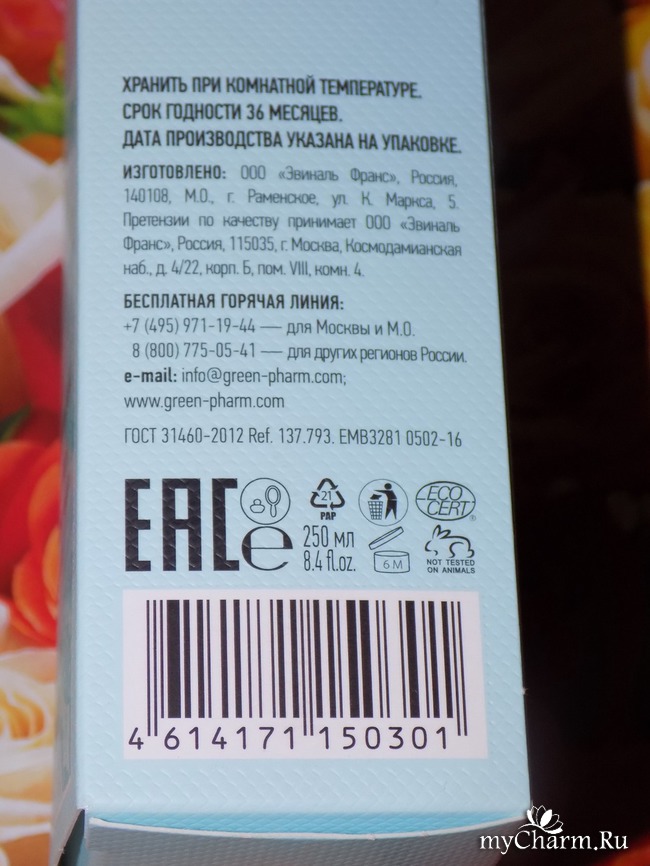 ХРАНИТЬ ПРИ КОМНАТНОЙ ТЕМПЕРАТУРЕ.
СРОК ГОДНОСТИ 36 МЕСЯЦЕВ.
ДАТА ПРОИЗВОДСТВА УКАЗАНА НА УПАКОВКЕ.
ИЗГОТОВЛЕНО: ООО «Эвиналь Франс», Россия,
140108, М.О., г. Раменское, ул. К. Маркса, 5.
Претензии по качеству принимает ООО «Эвиналь
Франс», Россия, 115035, г. Москва, Космодамианская
наб., д. 4/22, корп. Б, пом. VIII, комн. 4.
БЕСПЛАТНАЯ ГОРЯЧАЯ ЛИНИЯ:
+7 (495) 971-19-44 — для Москвы и М.О.
8 (800) 775-05-41 — для других регионов России.
e-mail: info@green-pharm.com;
www.green-pharm.com
ГОСТ 31460-2012 Ref. 137.793. EMB3281 0502-16
EAC e
21
PAP
250 мл
8.4 fl.oz.
ECO
CERT®
6 M
NOT TESTED
ON ANIMALS
4 614171 150301
myCharm.Ru